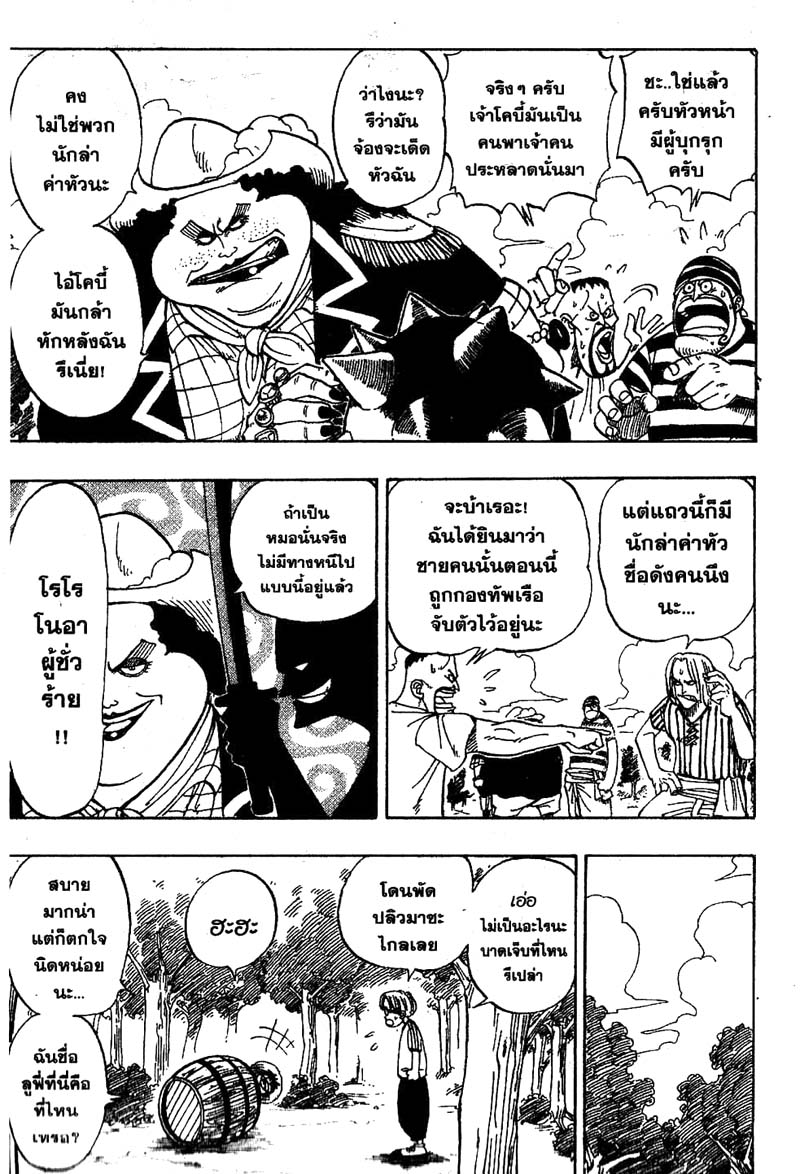 ชะ..ใช่แล้ว
ครับหัวหน้า
มีผู้บุกรุก
ครับ
จริงๆ ครับ
เจ้าโคบี้มันเป็น
คนพาเจ้าคน
ประหลาดนั่นมา
ว่าไงนะ?
รึว่ามัน
จ้องจะเด็ด
หัวฉัน
คง
ไม่ใช่พวก
นักล่า
ค่าหัวนะ
ไอ้โคบี้
มันกล้า
หักหลังฉัน
รึเนี่ย!
แต่แถวนี้ก็มี
นักล่าค่าหัว
ชื่อดังคนนึง
นะ...
จะบ้าเรอะ!
ฉันได้ยินมาว่า
ชายคนนั้นตอนนี้
ถูกกองทัพเรือ
จับตัวไว้อยู่นะ
ถ้าเป็น
หมอนั่นจริง
ไม่มีทางหนีไป
แบบนี้อยู่แล้ว
โรโร
โนอา
ผู้ชั่ว
ร้าย
!!
เอ่อ
ไม่เป็นอะไรนะ
บาดเจ็บที่ไหน
รึเปล่า
โดนพัด
ปลิวมาซะ
ไกลเลย
ฮะฮะ
สบาย
มากน่า
แต่ก็ตกใจ
นิดหน่อย
นะ...
ฉันชื่อ
ลูฟี่ที่นี่คือ
ที่ไหน
เหรอ?